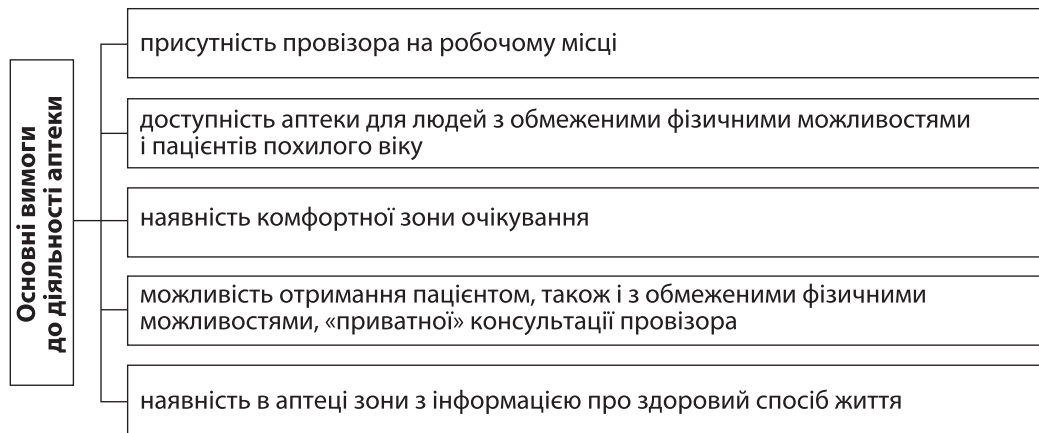 Основні вимоги
до діяльності аптеки
присутність провізора на робочому місці
доступність аптеки для людей з обмеженими фізичними можливостями
і пацієнтів похилого віку
наявність комфортної зони очікування
можливість отримання пацієнтом, також і з обмеженими фізичними
можливостями, «приватної» консультації провізора
наявність в аптеці зони з інформацією про здоровий спосіб життя